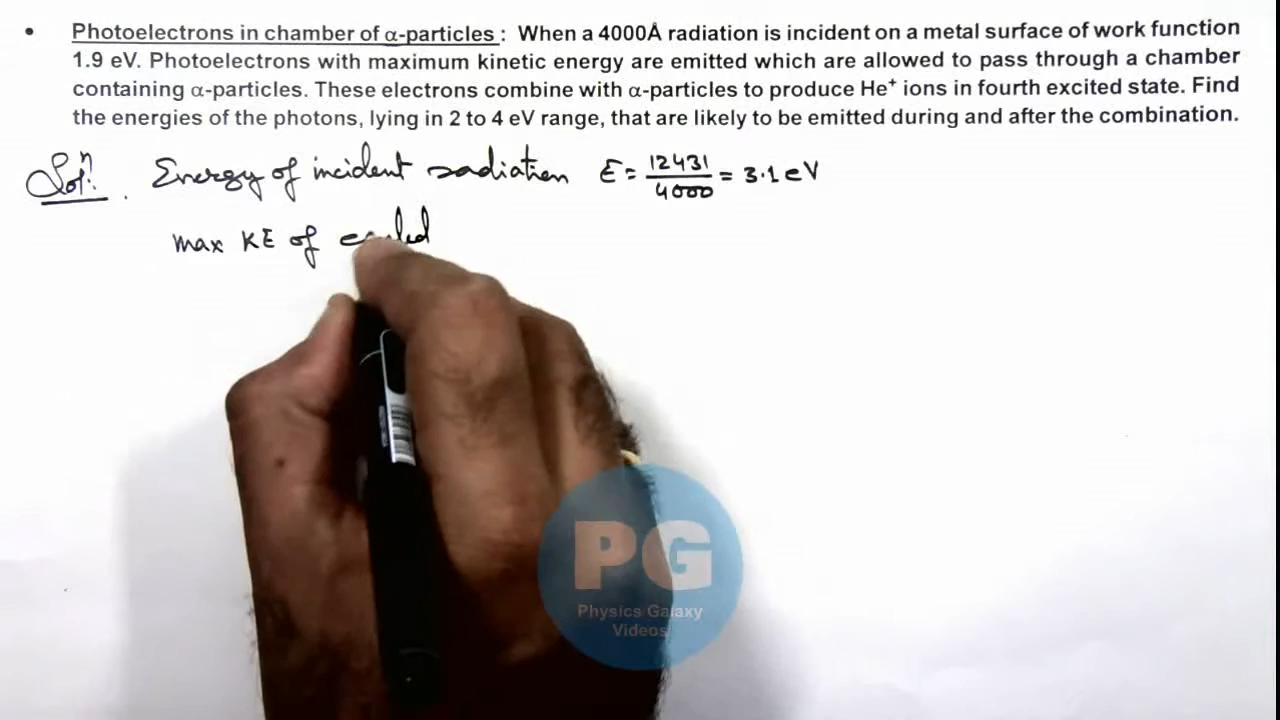 • Photoelectrons in chamber of α-particles : When a 4000Å radiation is incident on a metal surface of work function
1.9 eV. Photoelectrons with maximum kinetic energy are emitted which are allowed to pass through a chamber
containing α-particles. These electrons combine with α-particles to produce He⁺ ions in fourth excited state. Find
the energies of the photons, lying in 2 to 4 eV range, that are likely to be emitted during and after the combination.
Solⁿ. Energy of incident radiation E = 12431/4000 = 3.1 eV
max KE of
PG
Physics Galaxy
Videos